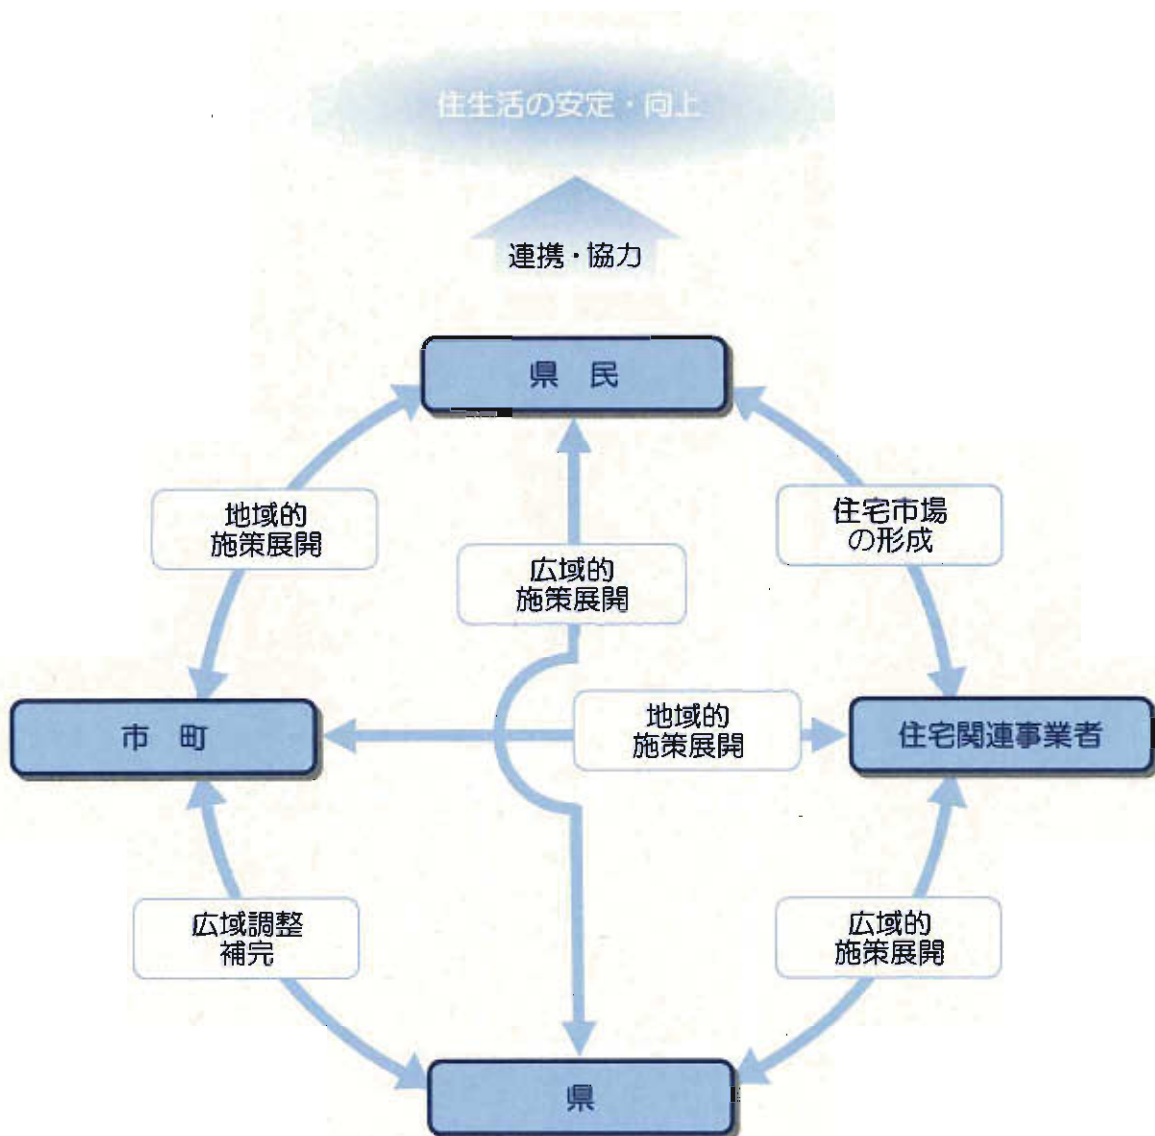 住生活の安定・向上
連携・協力
県 民
地域的
施策展開
住宅市場
の形成
広域的
施策展開
市 町
地域的
施策展開
住宅関連事業者
広域調整
補完
広域的
施策展開
県